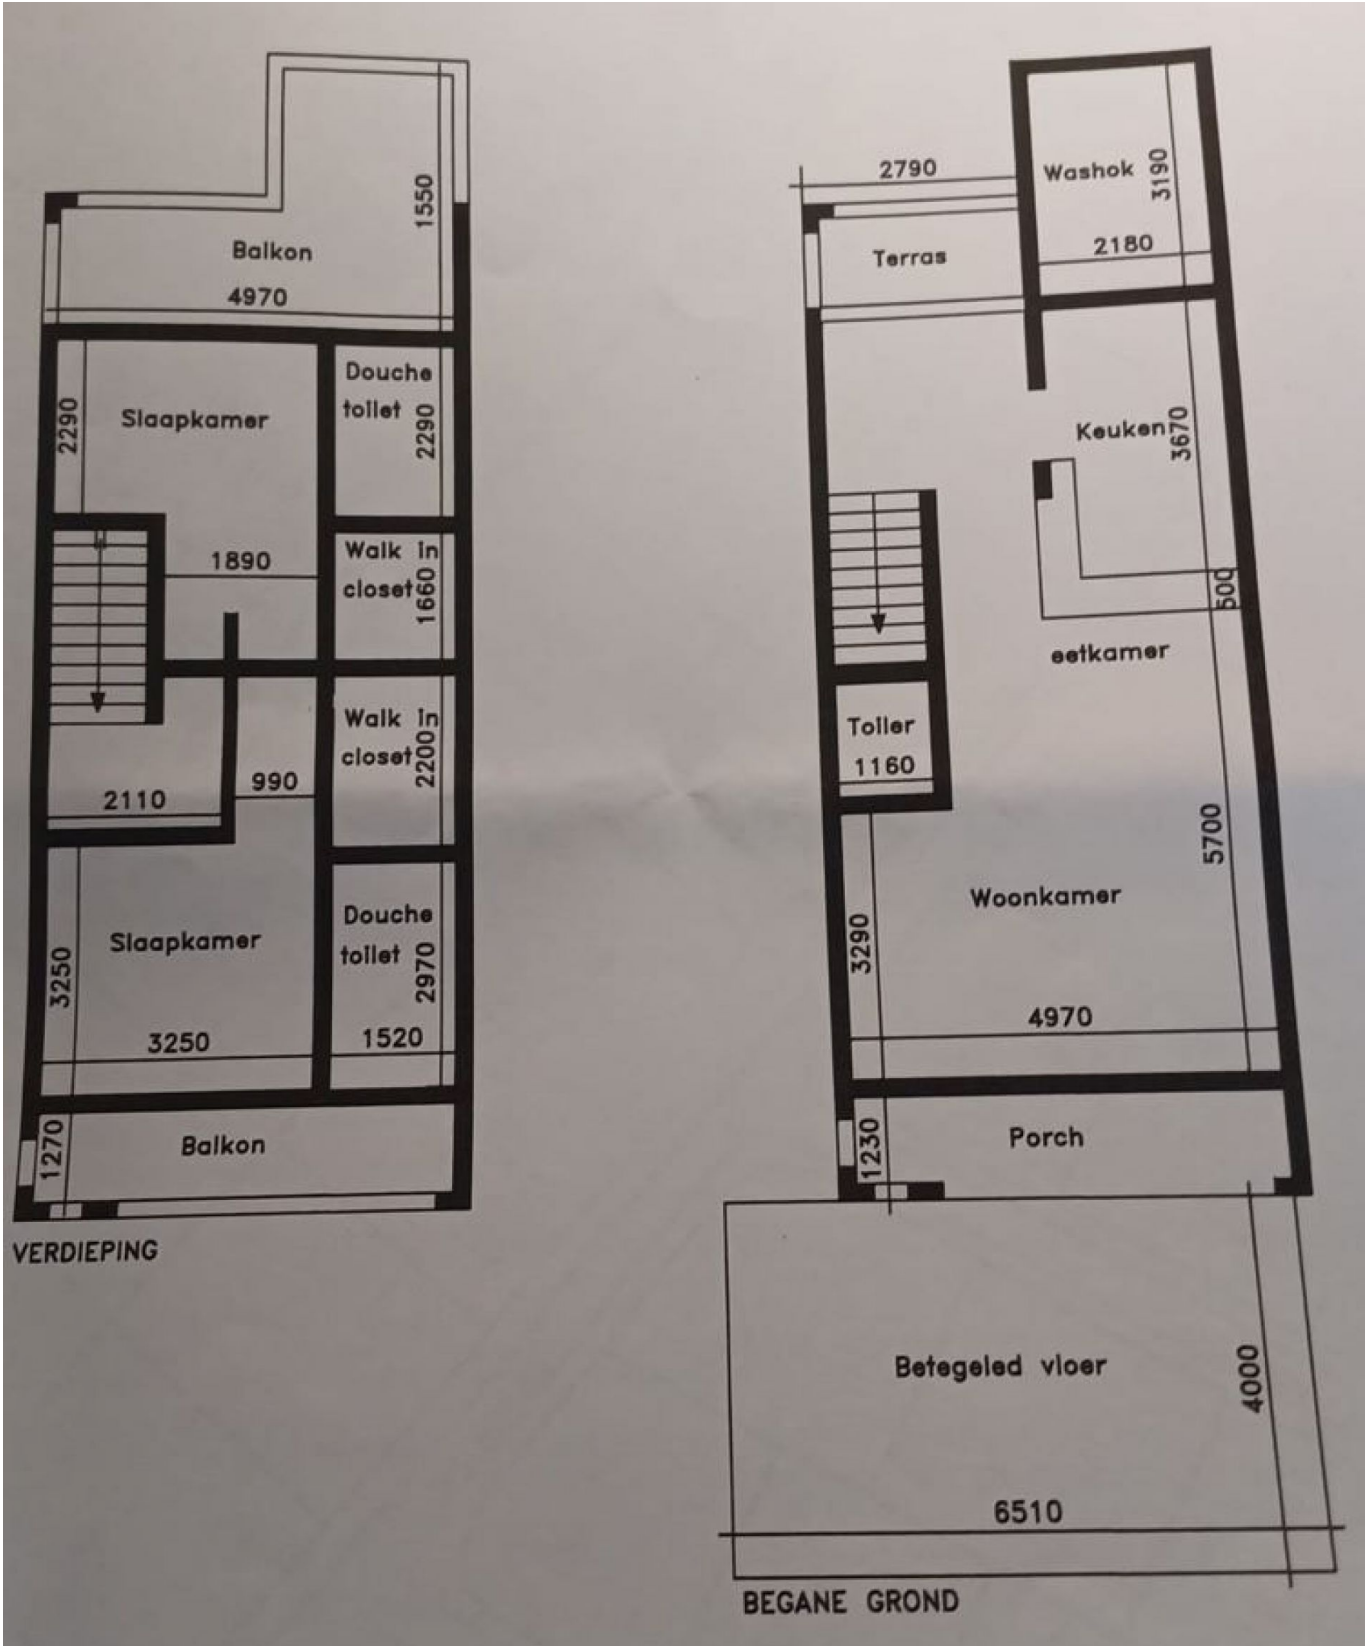 1550
Balkon
4970
Douche
toilet
2290
Slaapkamer
2290
Walk in
closet
1660
1890
Walk in
closet
2200
990
2110
Douche
toilet
2970
Slaapkamer
3250
3250
1520
1270
Balkon
VERDIEPING
2790
Washok
3190
2180
Terras
Keuken
3670
500
eetkamer
Toiler
1160
5700
Woonkamer
3290
4970
1230
Porch
Betegeled vloer
4000
6510
BEGANE GROND